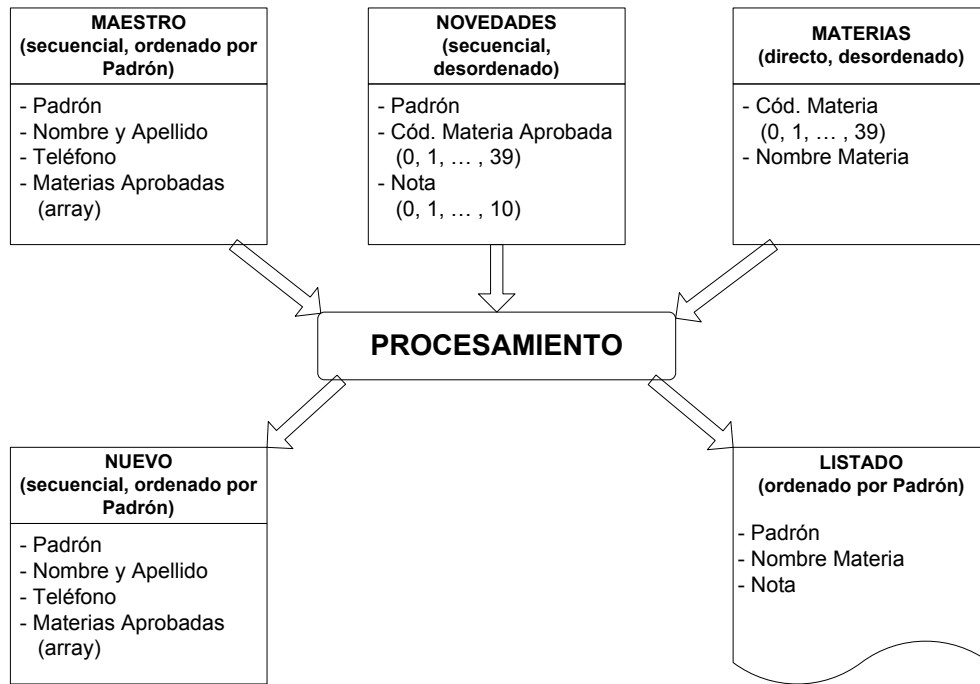 MAESTRO
(secuencial, ordenado por
Padrón)
- Padrón
- Nombre y Apellido
- Teléfono
- Materias Aprobadas
(array)
NOVEDADES
(secuencial,
desordenado)
- Padrón
- Cód. Materia Aprobada
(0, 1, … , 39)
- Nota
(0, 1, … , 10)
MATERIAS
(directo, desordenado)
- Cód. Materia
(0, 1, … , 39)
- Nombre Materia
PROCESAMIENTO
NUEVO
(secuencial, ordenado por
Padrón)
- Padrón
- Nombre y Apellido
- Teléfono
- Materias Aprobadas
(array)
LISTADO
(ordenado por Padrón)
- Padrón
- Nombre Materia
- Nota